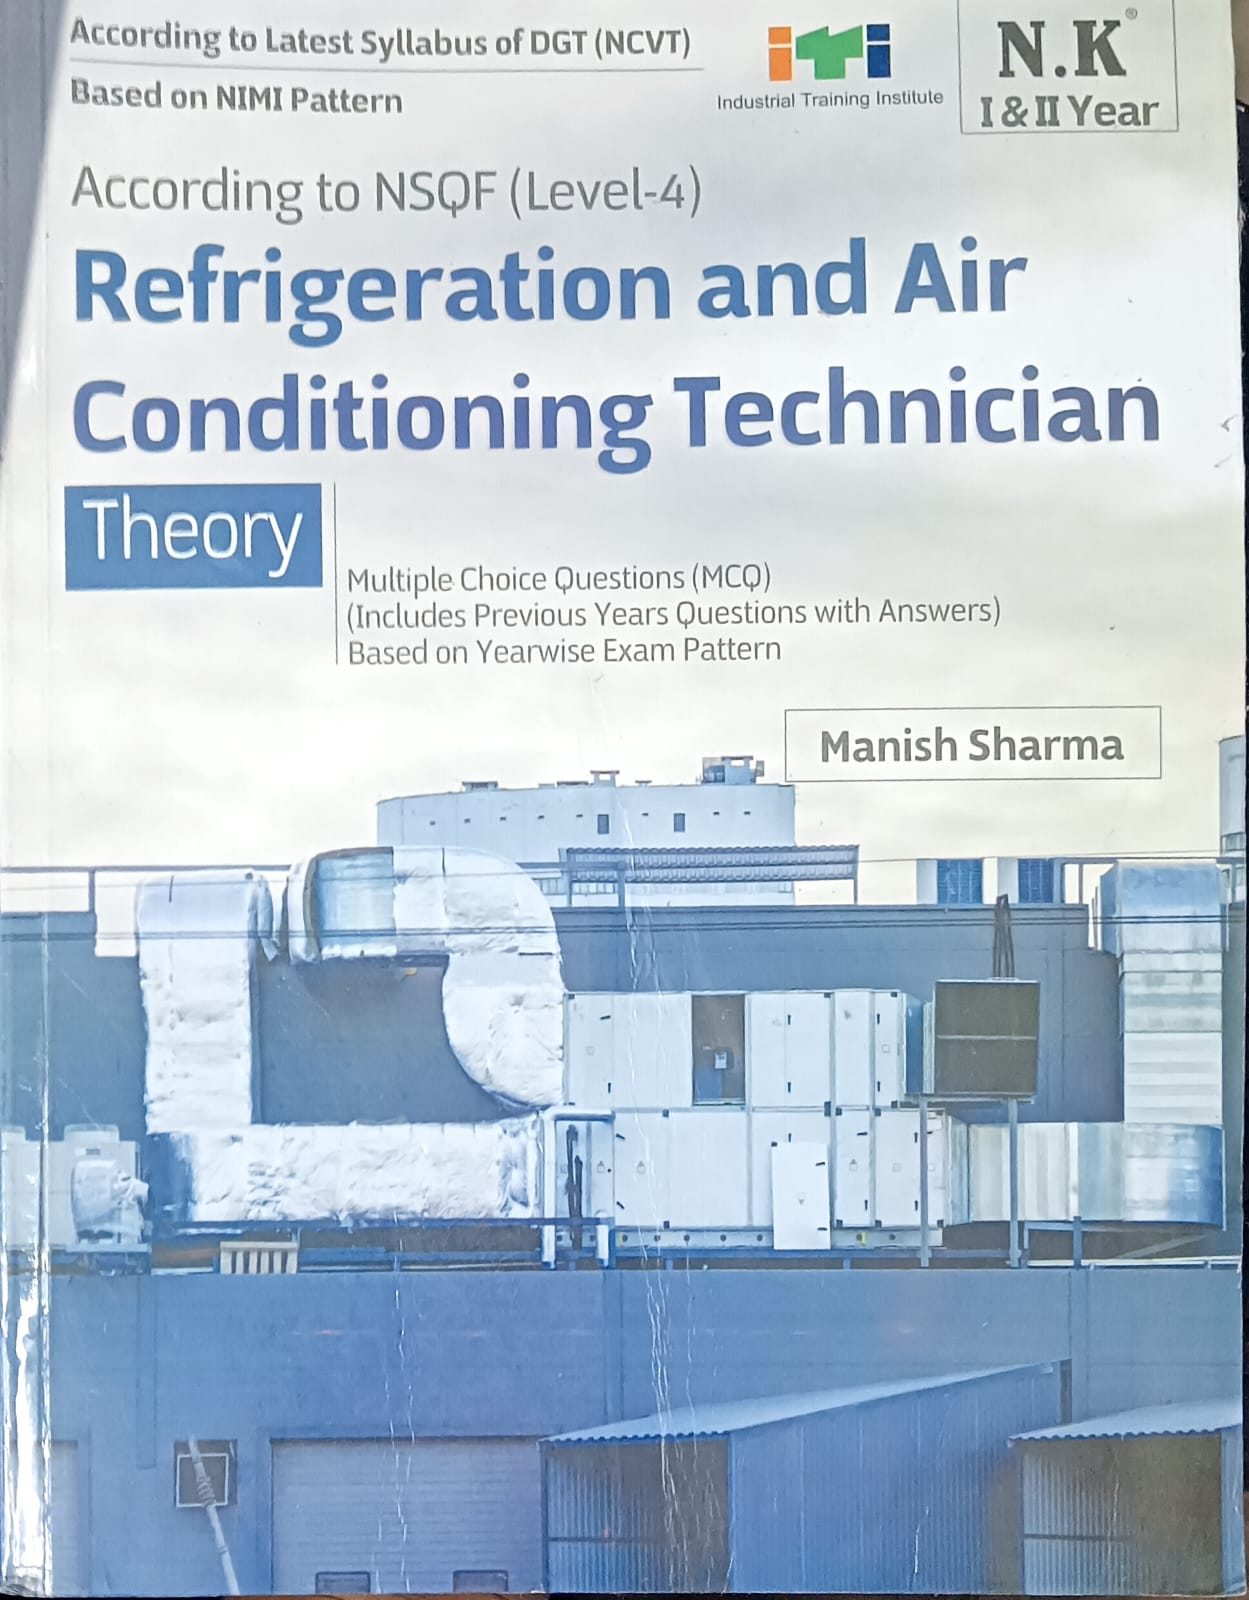 According to Latest Syllabus of DGT (NCVT)
Based on NIMI Pattern
iTi
Industrial Training Institute
N.K®
I & II Year
According to NSQF (Level-4)
Refrigeration and Air
Conditioning Technician
Theory
Multiple Choice Questions (MCQ)
(Includes Previous Years Questions with Answers)
Based on Yearwise Exam Pattern
Manish Sharma